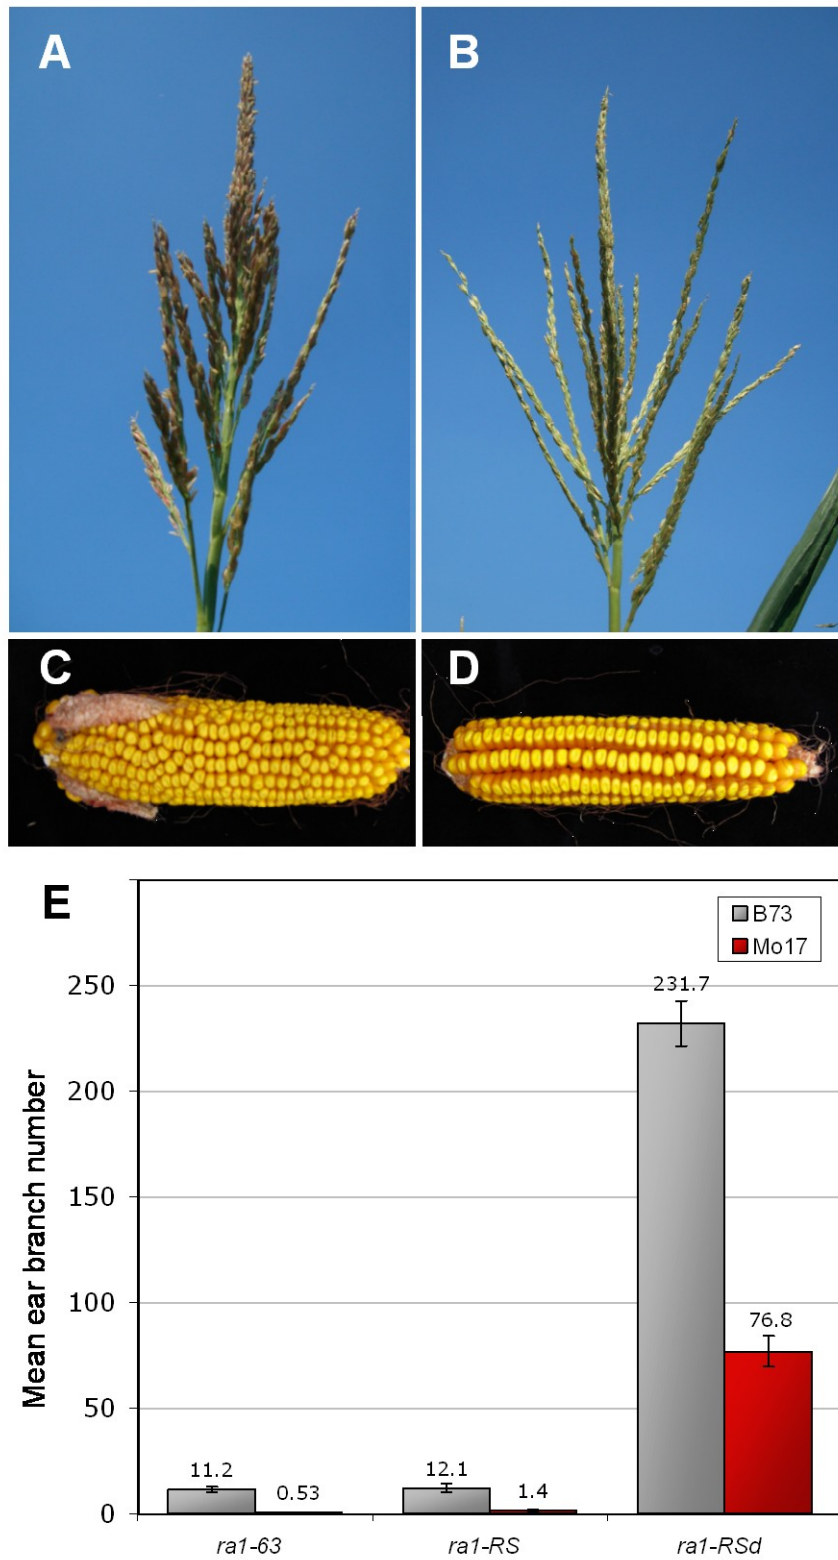 A
B
C
D
E
B73
Mo17
Mean ear branch number
250
200
150
100
50
0
11.2
0.53
12.1
1.4
231.7
76.8
ra1-63
ra1-RS
ra1-RSd